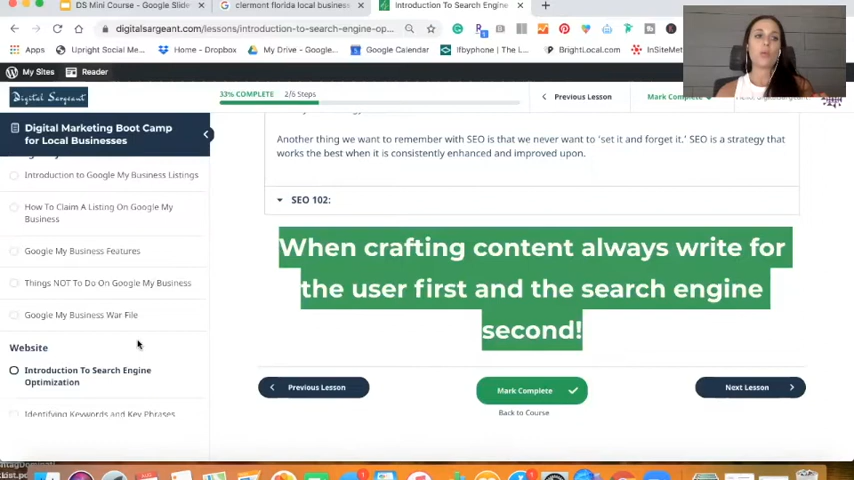 DS Mini Course - Google Slide
clermont florida local business
Introduction To Search Engine
digitalsargeant.com/lessons/introduction-to-search-engine-op...
Apps
Upright Social Me...
Home - Dropbox
My Drive - Google...
Google Calendar
Ifbyphone | The L...
BrightLocal.com
InSiteMet
My Sites
Reader
Digital Sargeant
33% COMPLETE
2/6 Steps
Previous Lesson
Mark Complete
Digital Marketing Boot Camp
for Local Businesses
Another thing we want to remember with SEO is that we never want to 'set it and forget it.' SEO is a strategy that
works the best when it is consistently enhanced and improved upon.
Introduction to Google My Business Listings
How To Claim A Listing On Google My
Business
Google My Business Features
Things NOT To Do On Google My Business
Google My Business War File
Website
Introduction To Search Engine
Optimization
Identifying Keywords and Key Phrases
SEO 102:
When crafting content always write for
the user first and the search engine
second!
Previous Lesson
Mark Complete
Next Lesson
Back to Course